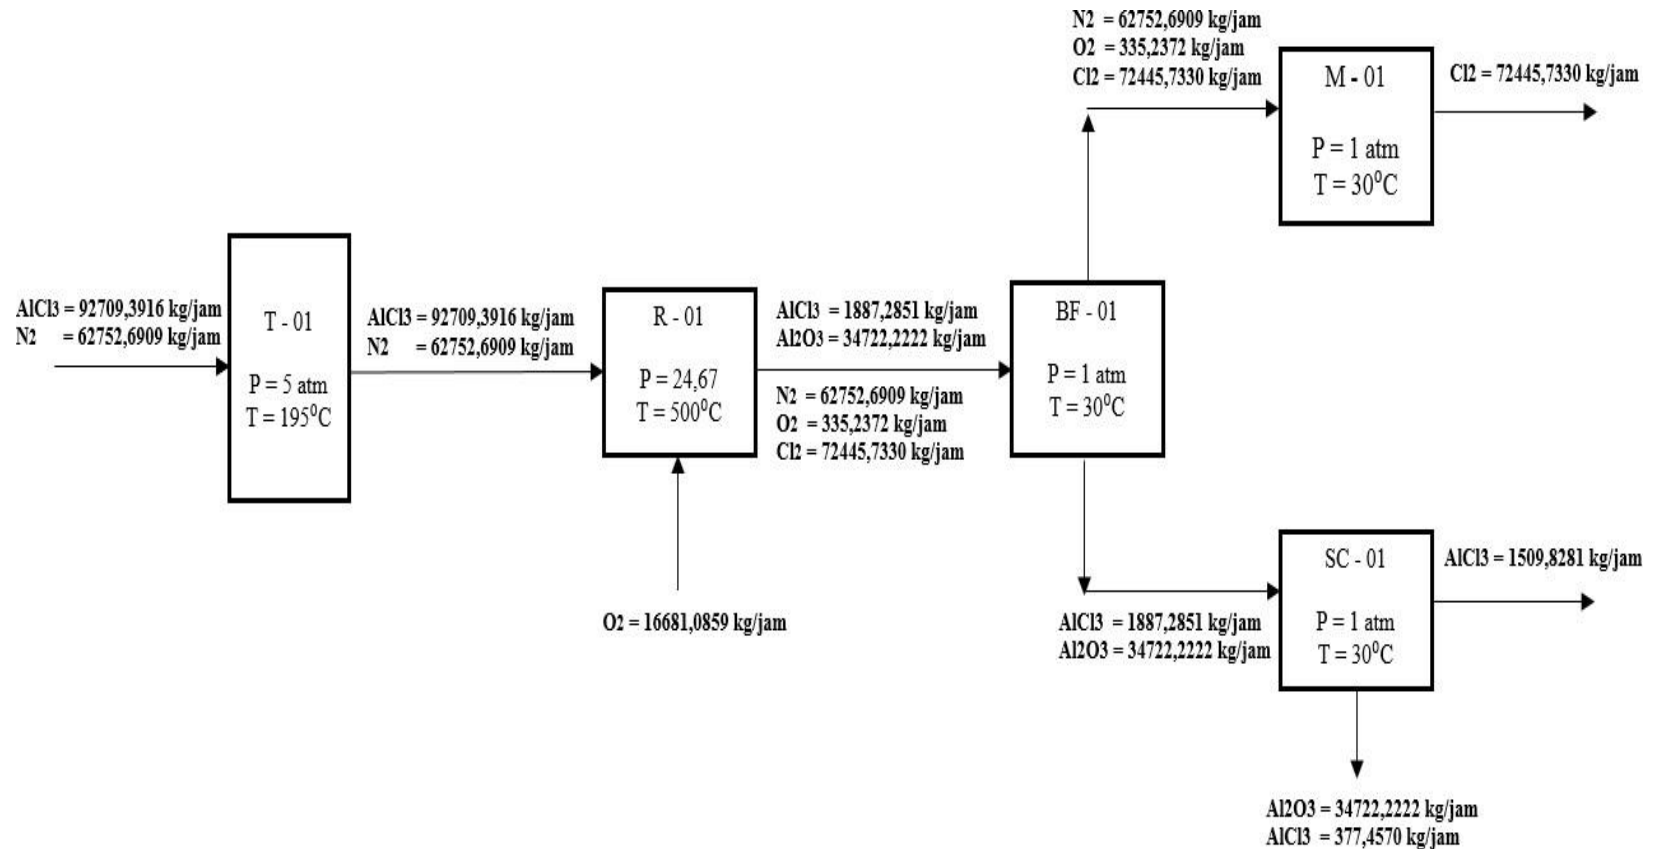 N2 = 62752,6909 kg/jam
O2 = 335,2372 kg/jam
Cl2 = 72445,7330 kg/jam
M - 01
P = 1 atm
T = 30⁰C
Cl2 = 72445,7330 kg/jam
AlCl3 = 92709,3916 kg/jam
N2 = 62752,6909 kg/jam
T - 01
P = 5 atm
T = 195⁰C
AlCl3 = 92709,3916 kg/jam
N2 = 62752,6909 kg/jam
R - 01
P = 24,67
T = 500⁰C
O2 = 16681,0859 kg/jam
AlCl3 = 1887,2851 kg/jam
Al2O3 = 34722,2222 kg/jam
N2 = 62752,6909 kg/jam
O2 = 335,2372 kg/jam
Cl2 = 72445,7330 kg/jam
BF - 01
P = 1 atm
T = 30⁰C
AlCl3 = 1887,2851 kg/jam
Al2O3 = 34722,2222 kg/jam
SC - 01
P = 1 atm
T = 30⁰C
AlCl3 = 1509,8281 kg/jam
Al2O3 = 34722,2222 kg/jam
AlCl3 = 377,4570 kg/jam